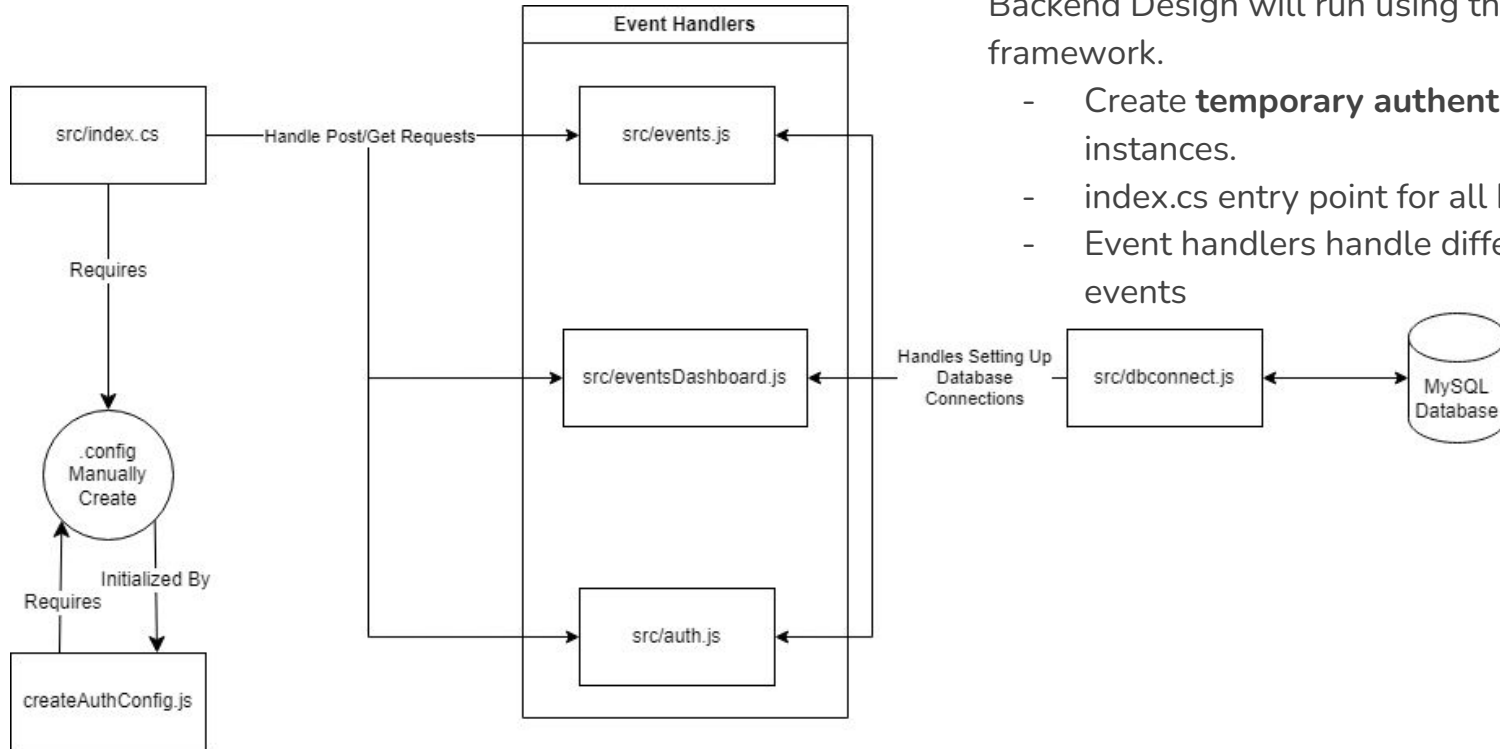 Event Handlers
Backend Design will run using th
framework.
- Create temporary authent
instances.
- index.cs entry point for all
- Event handlers handle diffe
events
src/index.cs
Handle Post/Get Requests
src/events.js
Requires
src/eventsDashboard.js
Handles Setting Up
Database
Connections
src/dbconnect.js
MySQL
Database
.config
Manually
Create
Initialized By
Requires
src/auth.js
createAuthConfig.js